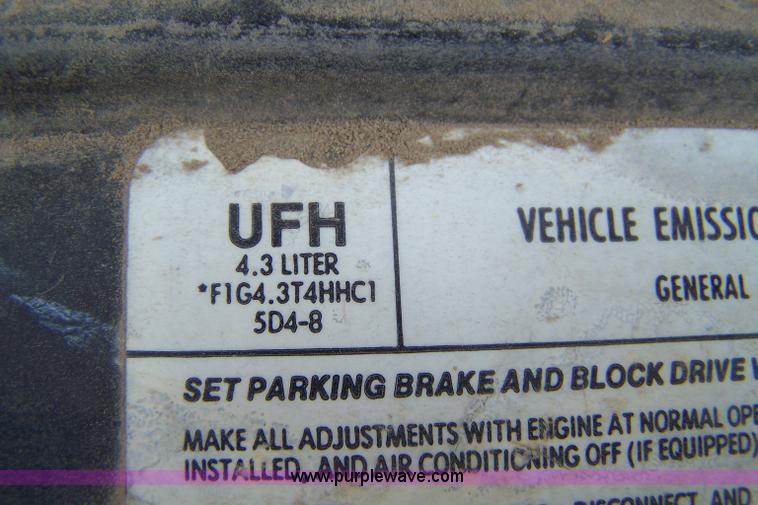 UFH
4.3 LITER
*F1G4.3T4HHC1
5D4-8
VEHICLE EMISSIO
GENERAL
SET PARKING BRAKE AND BLOCK DRIVE
MAKE ALL ADJUSTMENTS WITH ENGINE AT NORMAL OPE
INSTALLED, AND AIR CONDITIONING OFF (IF EQUIPPED)
DISCONNECT, AND
www.purplewave.com